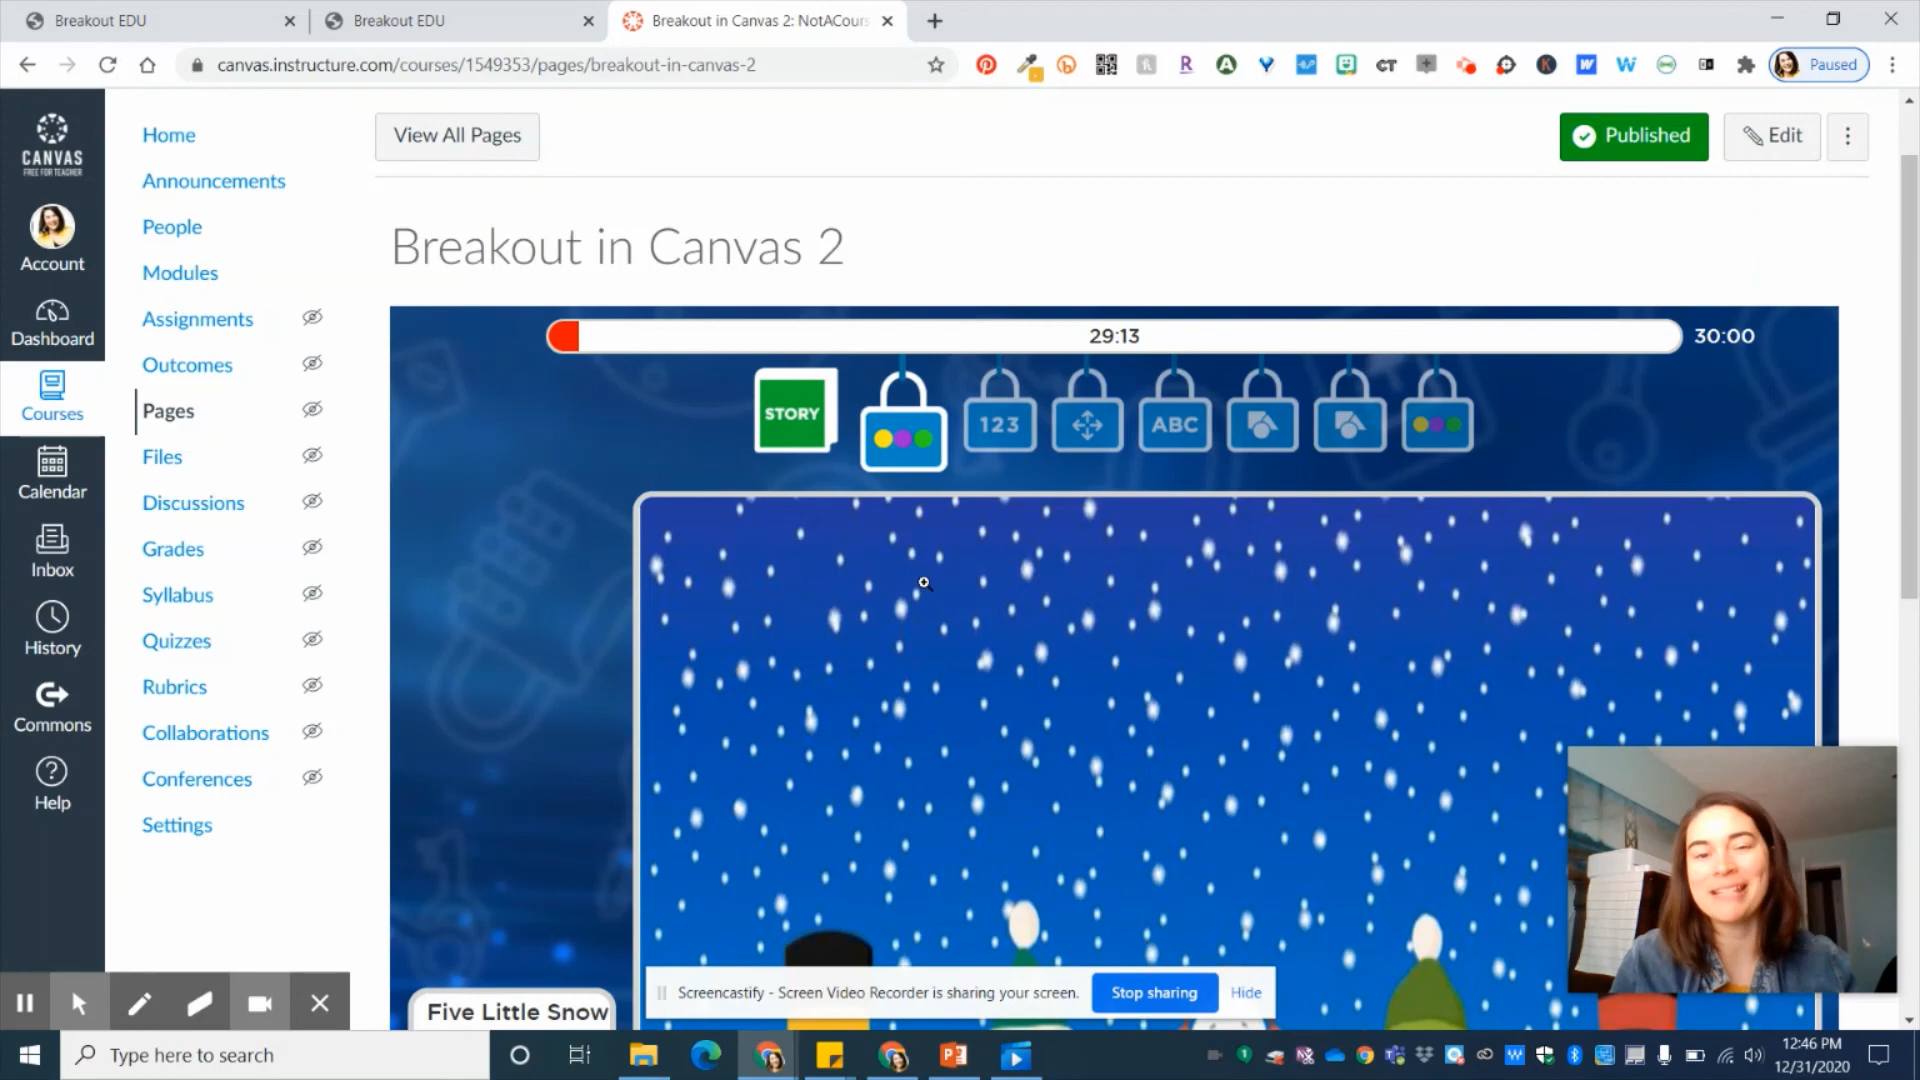 Breakout EDU
Breakout EDU
Breakout in Canvas 2: NotACours
canvas.instructure.com/courses/1549353/pages/breakout-in-canvas-2
CT
Paused
CANVAS
FREE FOR TEACHER
Account
Dashboard
Courses
Calendar
Inbox
History
Commons
Help
Home
Announcements
People
Modules
Assignments
Outcomes
Pages
Files
Discussions
Grades
Syllabus
Quizzes
Rubrics
Collaborations
Conferences
Settings
View All Pages
Published
Edit
Breakout in Canvas 2
29:13
30:00
STORY
123
ABC
Five Little Snow
Screencastify - Screen Video Recorder is sharing your screen.
Stop sharing
Hide
Type here to search
12:46 PM
12/31/2020